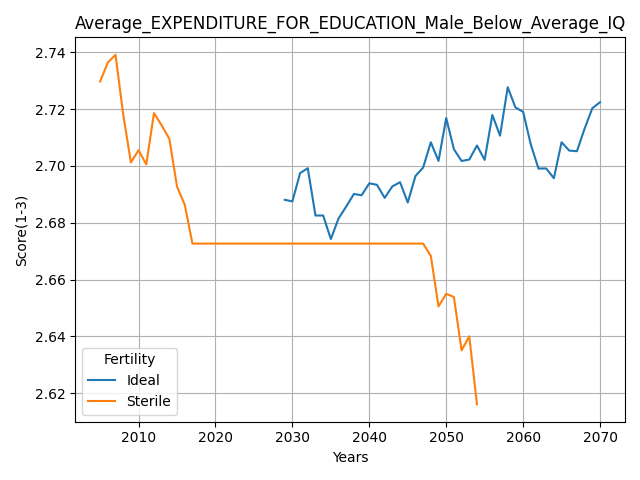 Average_EXPENDITURE_FOR_EDUCATION_Male_Below_Average_IQ
2.74
2.72
2.70
2.68
2.66
2.64
2.62
Score(1-3)
Fertility
Ideal
Sterile
2010 2020 2030 2040 2050 2060 2070
Years